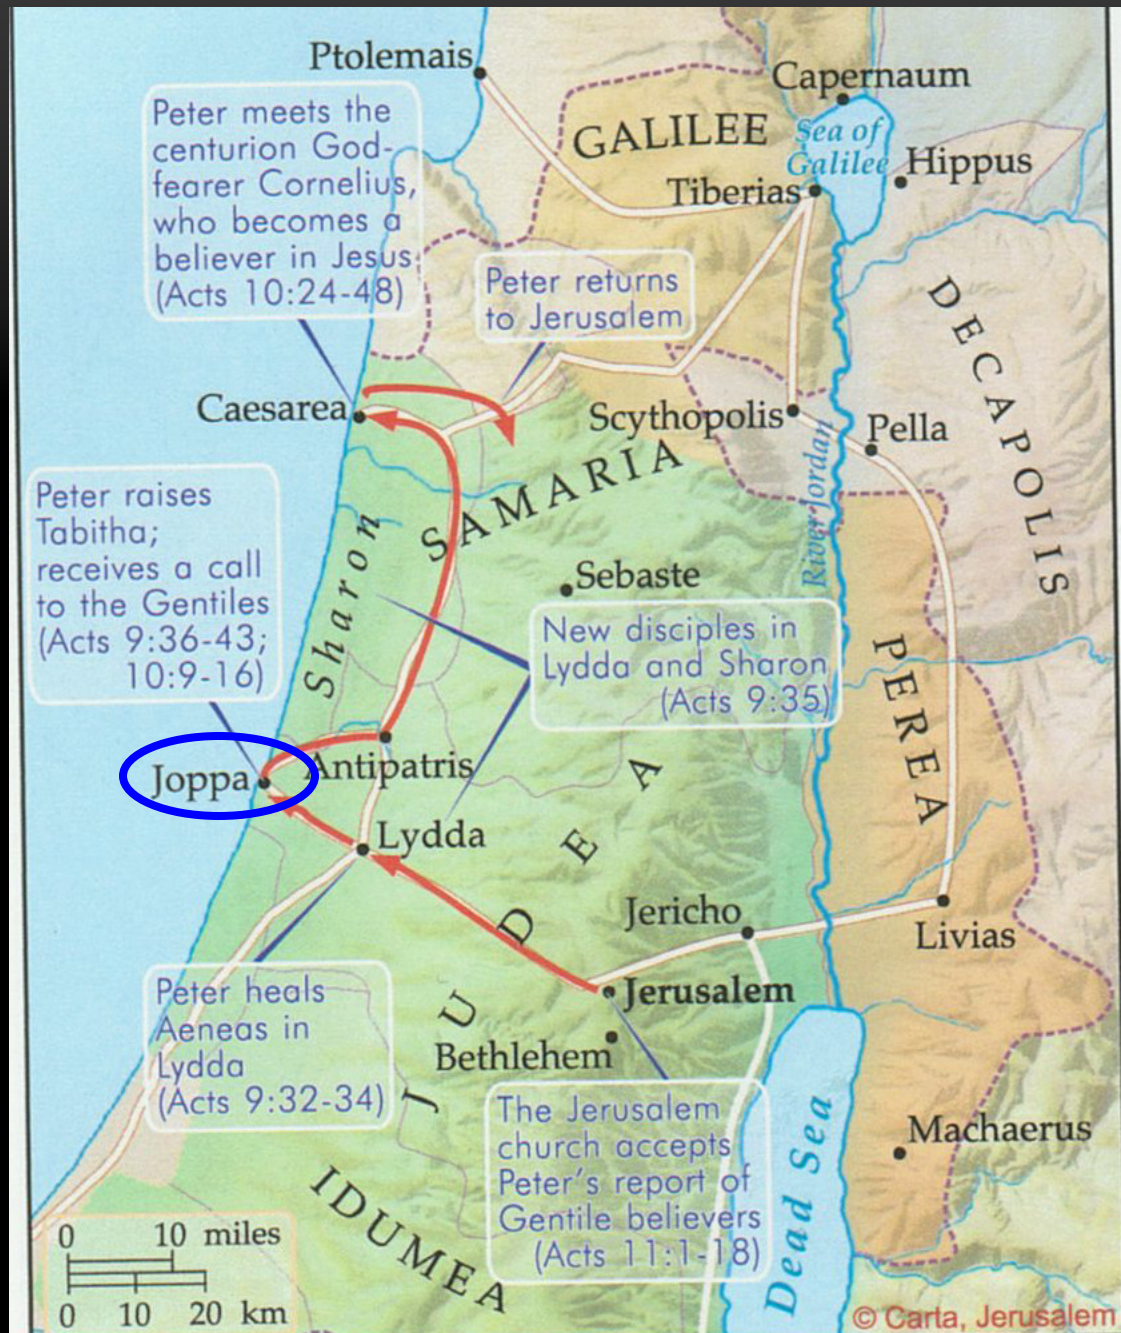 Ptolemais
Capernaum
Peter meets the
centurion God-
fearer Cornelius,
who becomes a
believer in Jesus
(Acts 10:24-48)
GALILEE
Sea of
Galilee
Hippus
Tiberias
Peter returns
to Jerusalem
DECAPOLIS
Caesarea
Scythopolis
Pella
SAMARIA
River Jordan
Peter raises
Tabitha;
receives a call
to the Gentiles
(Acts 9:36-43;
10:9-16)
Sharon
Sebaste
New disciples in
Lydda and Sharon
(Acts 9:35)
PEREA
Joppa
Antipatris
Lydda
JUDEA
Jericho
Livias
Jerusalem
Bethlehem
Peter heals
Aeneas in
Lydda
(Acts 9:32-34)
The Jerusalem
church accepts
Peter's report of
Gentile believers
(Acts 11:1-18)
Machaerus
Dead Sea
IDUMEA
0 10 miles
0 10 20 km
© Carta, Jerusalem